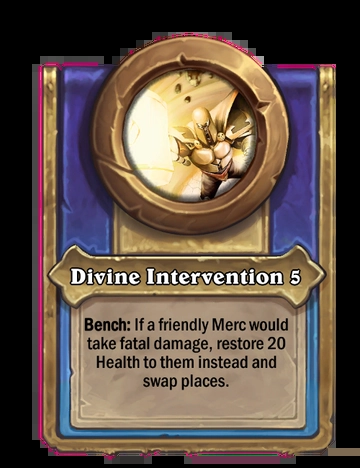 Divine Intervention 5
Bench: If a friendly Merc would
take fatal damage, restore 20
Health to them instead and
swap places.